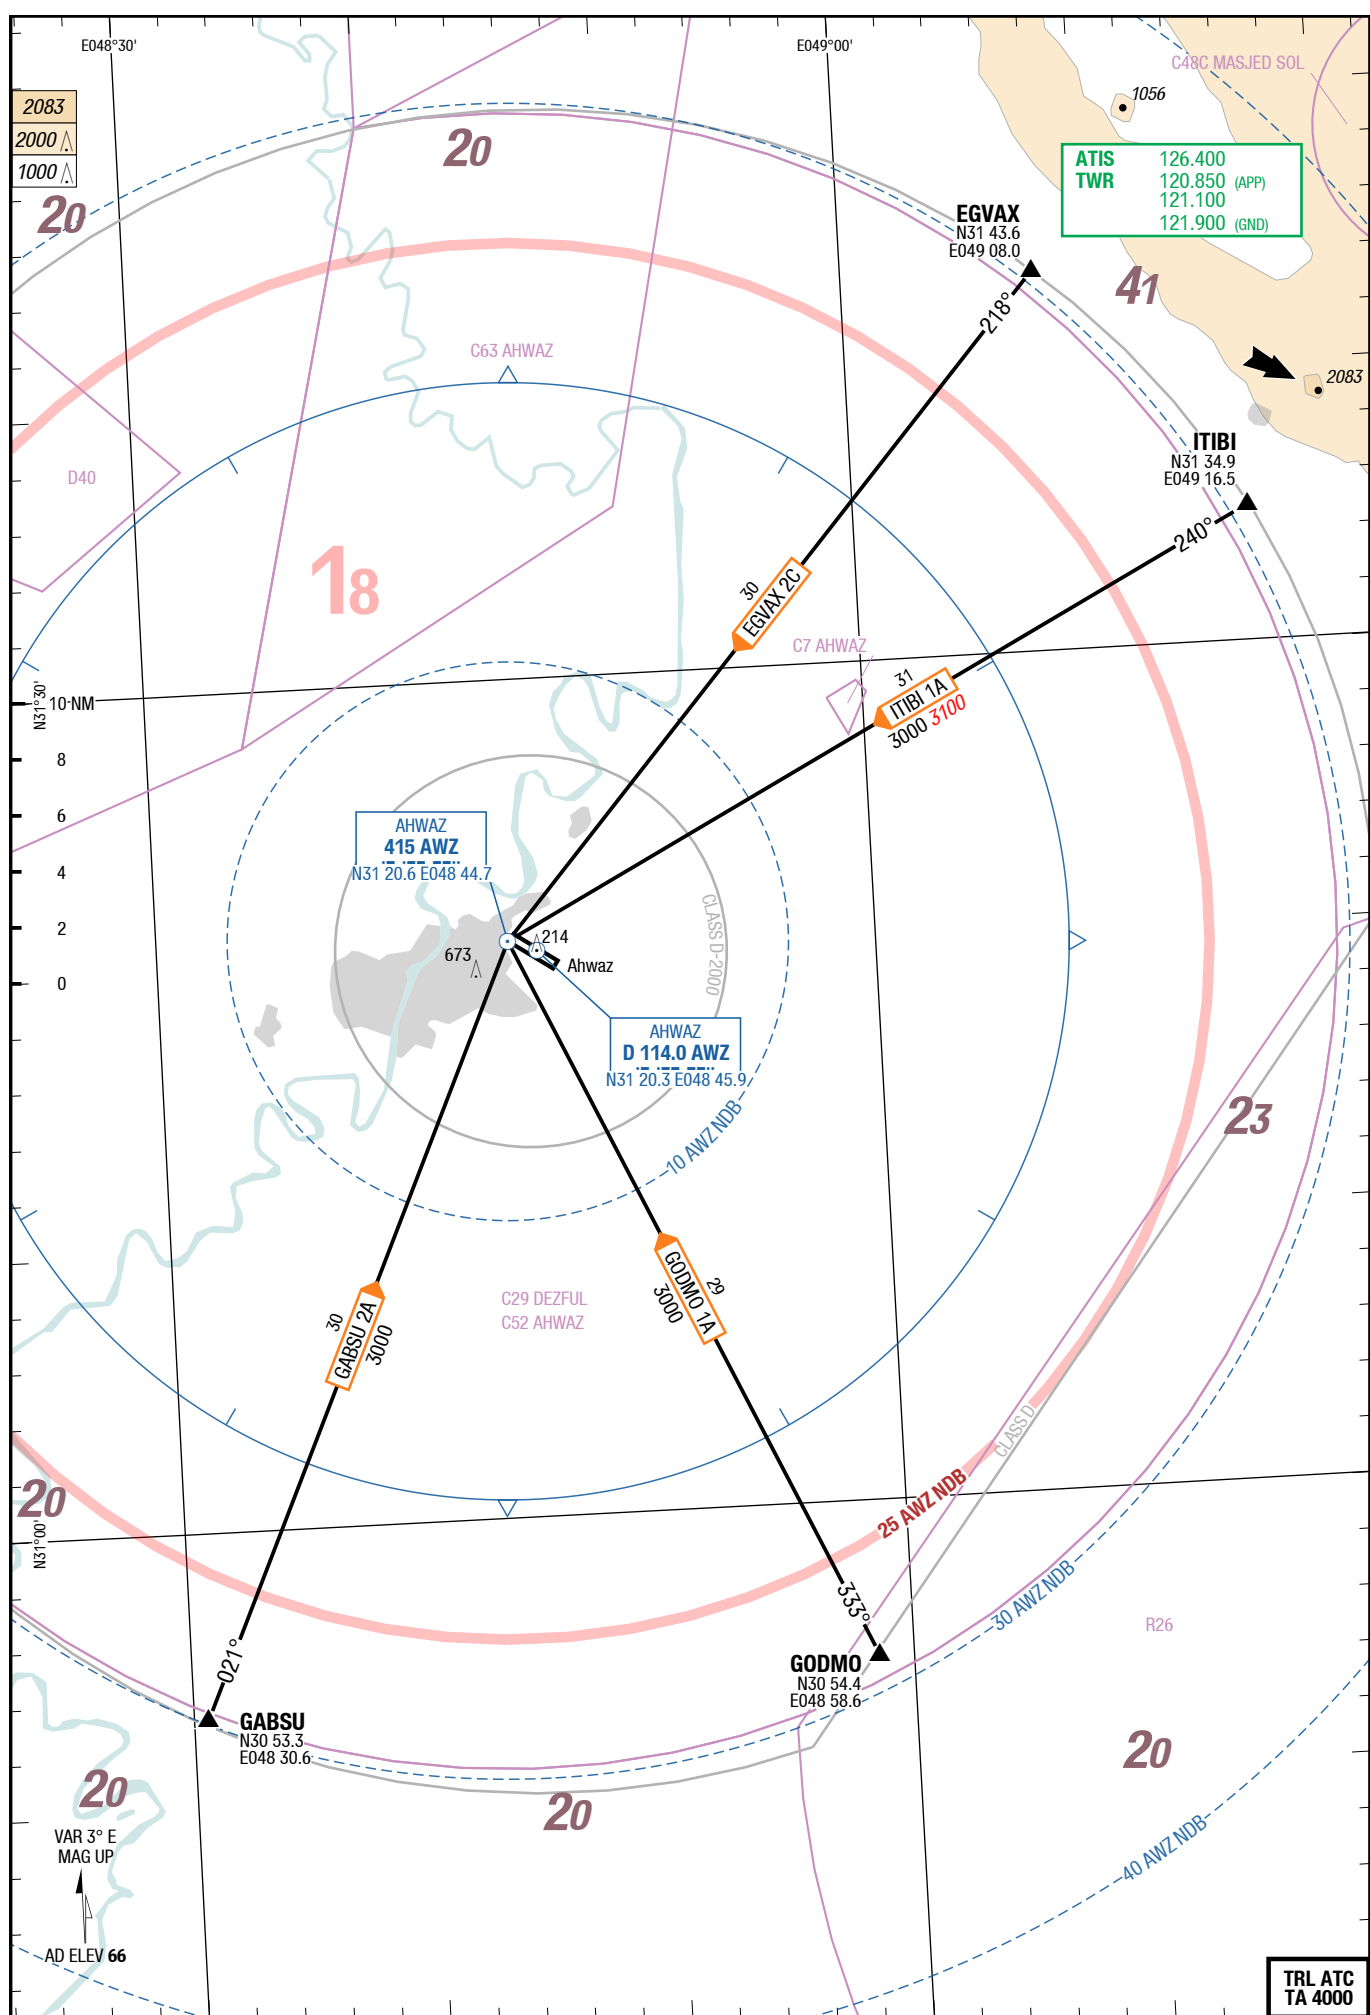 E048°30'
E049°00'
C48C MASJED SOL
2083
2000
1000
1056
20
20
ATIS 126.400
TWR 120.850 (APP)
121.100
121.900 (GND)
EGVAX
N31 43.6
E049 08.0
41
218°
C63 AHWAZ
2083
ITIBI
N31 34.9
E049 16.5
D40
240°
18
30
EGVAX 2C
C7 AHWAZ
31
ITIBI 1A
3000 3100
N31°30'
10 NM
8
6
4
2
0
AHWAZ
415 AWZ
N31 20.6 E048 44.7
CLASS D-2000
214
673
Ahwaz
AHWAZ
D 114.0 AWZ
N31 20.3 E048 45.9
10 AWZ NDB
23
30
GABSU 2A
3000
29
GODMO 1A
3000
C29 DEZFUL
C52 AHWAZ
CLASS D
20
25 AWZ NDB
N31°00'
333°
30 AWZ NDB
R26
021°
GODMO
N30 54.4
E048 58.6
GABSU
N30 53.3
E048 30.6
20
20
20
40 AWZ NDB
VAR 3° E
MAG UP
AD ELEV 66
TRL ATC
TA 4000